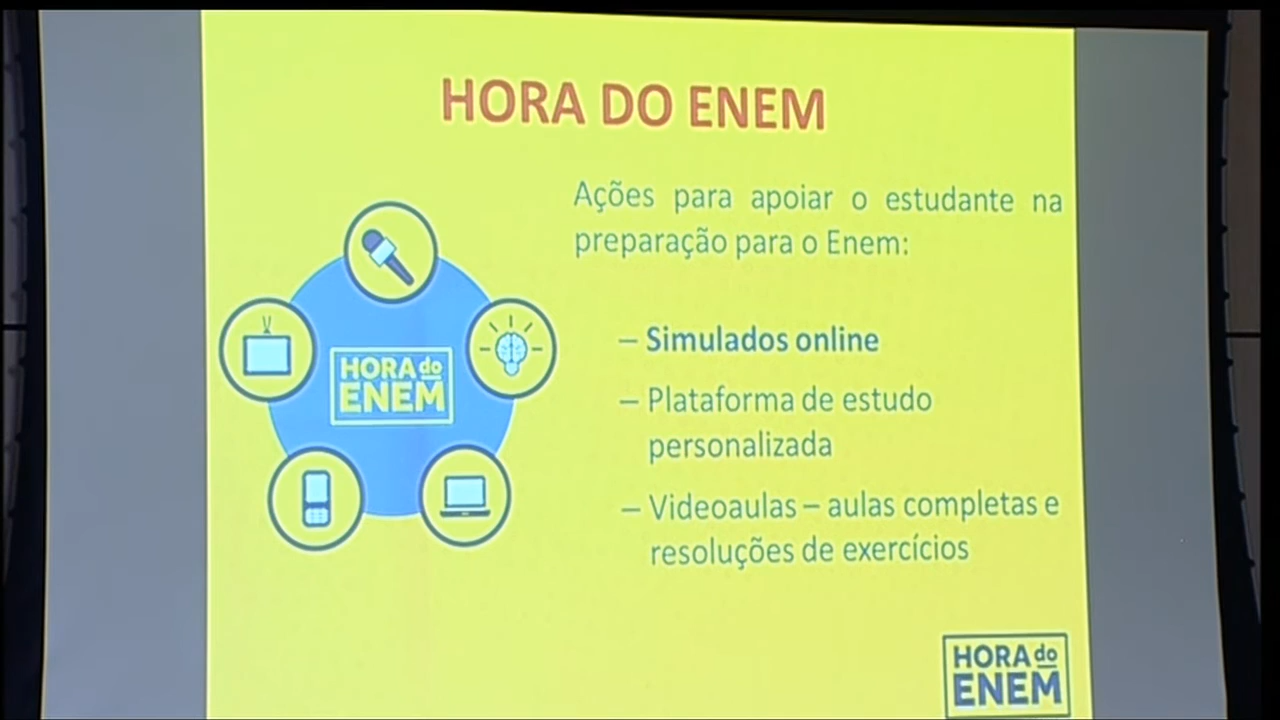 HORA DO ENEM
Ações para apoiar o estudante na
preparação para o Enem:
– Simulados online
– Plataforma de estudo
personalizada
– Videoaulas – aulas completas e
resoluções de exercícios
HORA do
ENEM
HORA do
ENEM